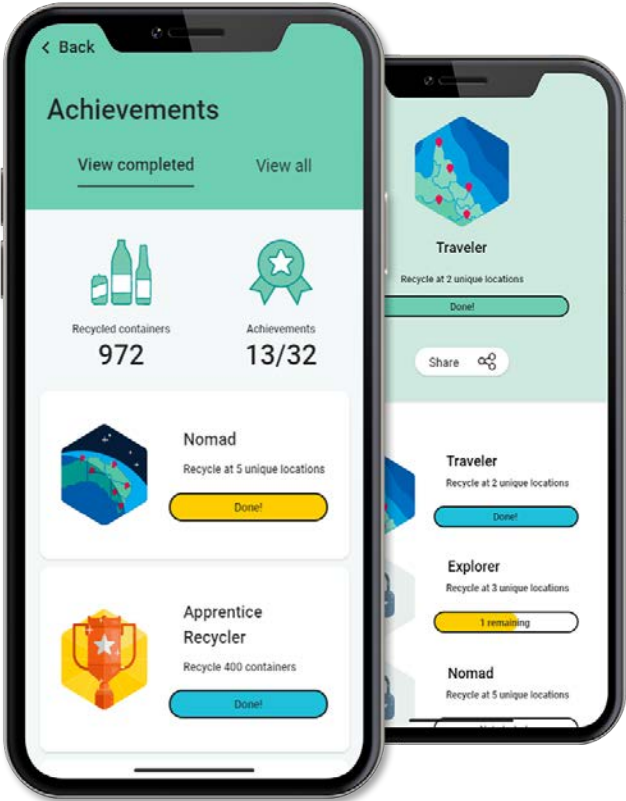 Back
Achievements
View completed
View all
Recycled containers
972
Achievements
13/32
Nomad
Recycle at 5 unique locations
Done!
Apprentice
Recycler
Recycle 400 containers
Done!
Traveler
Recycle at 2 unique locations
Done!
Share
Traveler
Recycle at 2 unique locations
Done!
Explorer
Recycle at 3 unique locations
1 remaining
Nomad
Recycle at 5 unique locations